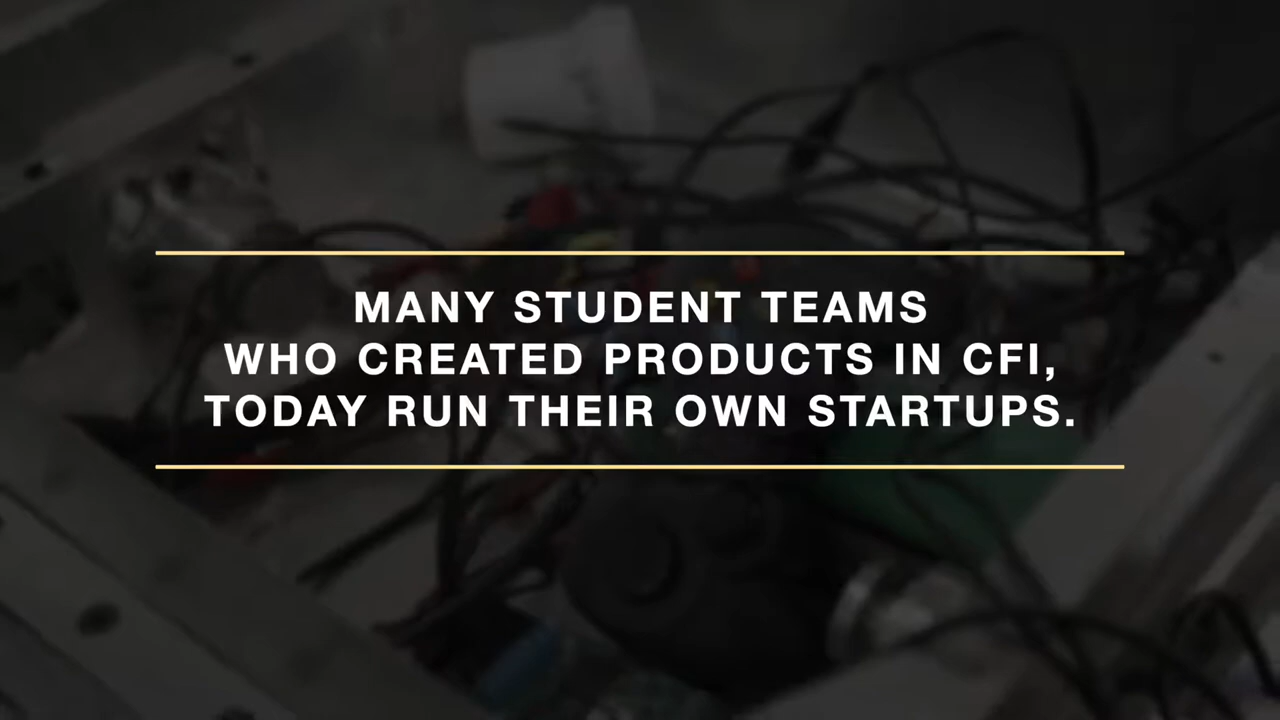 MANY STUDENT TEAMS
WHO CREATED PRODUCTS IN CFI,
TODAY RUN THEIR OWN STARTUPS.